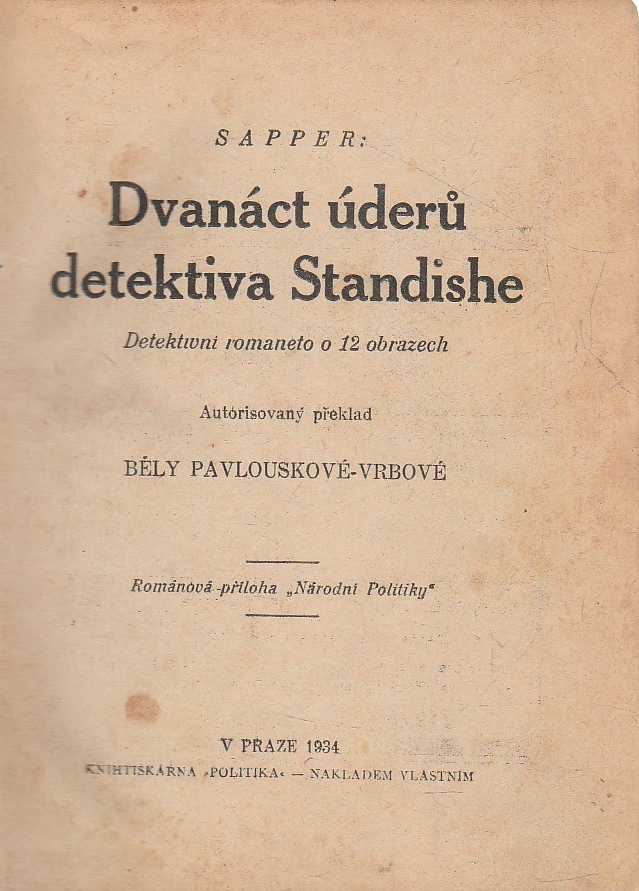 SAPPER:
Dvanáct úderů
detektiva Standishe
Detektivní romaneto o 12 obrazech
Autorisovaný překlad
BĚLY PAVLOUSKOVÉ-VRBOVÉ
Románová příloha „Národní Politiky“
V PRAZE 1934
KNIHTISKÁRNA »POLITIKA« — NAKLADEM VLASTNÍM